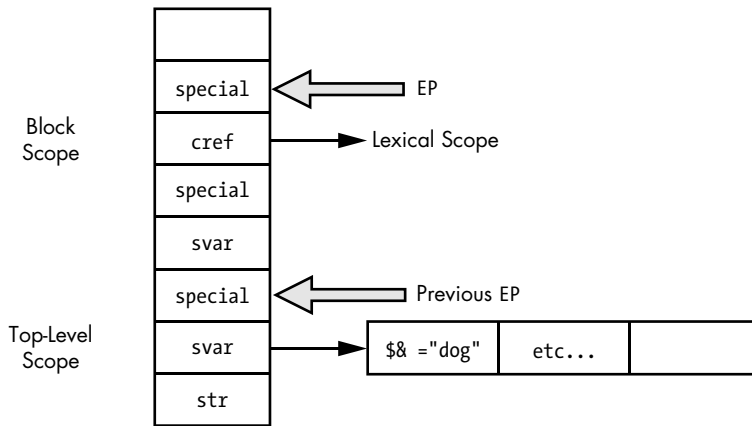 special
EP
Block
Scope
cref
Lexical Scope
special
svar
special
Previous EP
Top-Level
Scope
svar
$& ="dog"
etc...
str